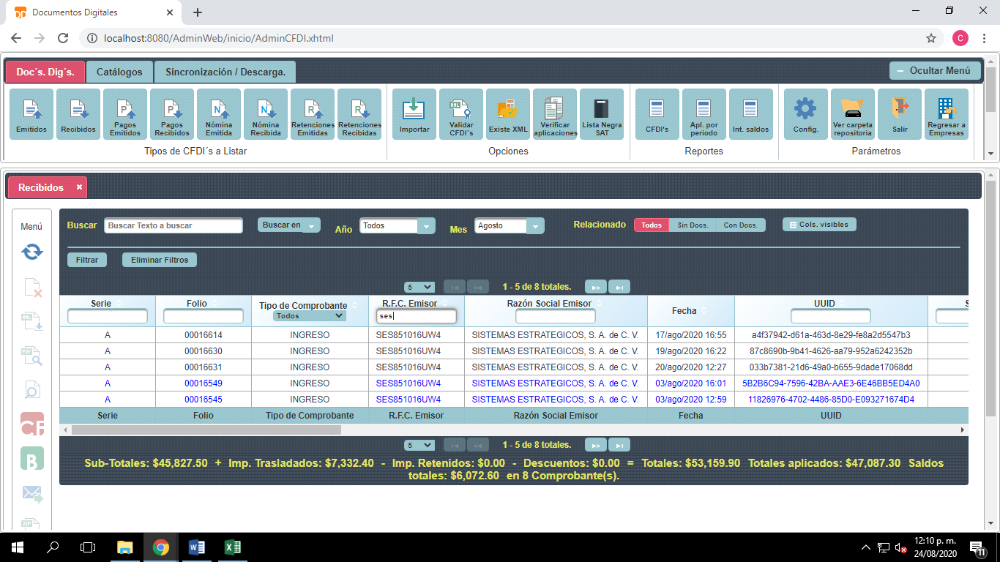 Documentos Digitales
localhost:8080/AdminWeb/inicio/AdminCFDI.xhtml
C
Doc´s. Dig´s. Catálogos Sincronización / Descarga. Ocultar Menú
Emitidos Recibidos Pagos Emitidos Pagos Recibidos Nómina Emitida Nómina Recibida Retenciones Emitidas Retenciones Recibidas Importar Validar CFDI´s Existe XML Verificar aplicaciones Lista Negra SAT CFDI's Apl. por periodo Int. saldos Config. Ver carpeta repositoria Salir Regresar a Empresas
Tipos de CFDI´s a Listar Opciones Reportes Parámetros
Recibidos
Menú
Buscar Buscar Texto a buscar Buscar en Año Todos Mes Agosto Relacionado Todos Sin Docs. Con Docs. Cols. visibles
Filtrar Eliminar Filtros
5 1 - 5 de 8 totales.
Serie Folio Tipo de Comprobante R.F.C. Emisor Razón Social Emisor Fecha UUID S
Todos ses
A 00016614 INGRESO SES851016UW4 SISTEMAS ESTRATEGICOS, S. A. de C. V. 17/ago/2020 16:55 a4f37942-d61a-463d-8e29-fe8a2d5547b3
A 00016630 INGRESO SES851016UW4 SISTEMAS ESTRATEGICOS, S. A. de C. V. 19/ago/2020 16:22 87c8690b-9b41-4626-aa79-952a6242352b
A 00016631 INGRESO SES851016UW4 SISTEMAS ESTRATEGICOS, S. A. de C. V. 20/ago/2020 12:27 033b7381-21d6-49a0-b655-9dade17068dd
A 00016549 INGRESO SES851016UW4 SISTEMAS ESTRATEGICOS, S. A. de C. V. 03/ago/2020 16:01 5B2B6C94-7596-42BA-AAE3-6E46BB5ED4A0
A 00016545 INGRESO SES851016UW4 SISTEMAS ESTRATEGICOS, S. A. de C. V. 03/ago/2020 12:59 11826976-4702-4486-85D0-E093271674D4
Serie Folio Tipo de Comprobante R.F.C. Emisor Razón Social Emisor Fecha UUID
5 1 - 5 de 8 totales.
Sub-Totales: $45,827.50 + Imp. Trasladados: $7,332.40 - Imp. Retenidos: $0.00 - Descuentos: $0.00 = Totales: $53,159.90 Totales aplicados: $47,087.30 Saldos
totales: $6,072.60 en 8 Comprobante(s).
12:10 p. m.
24/08/2020
11